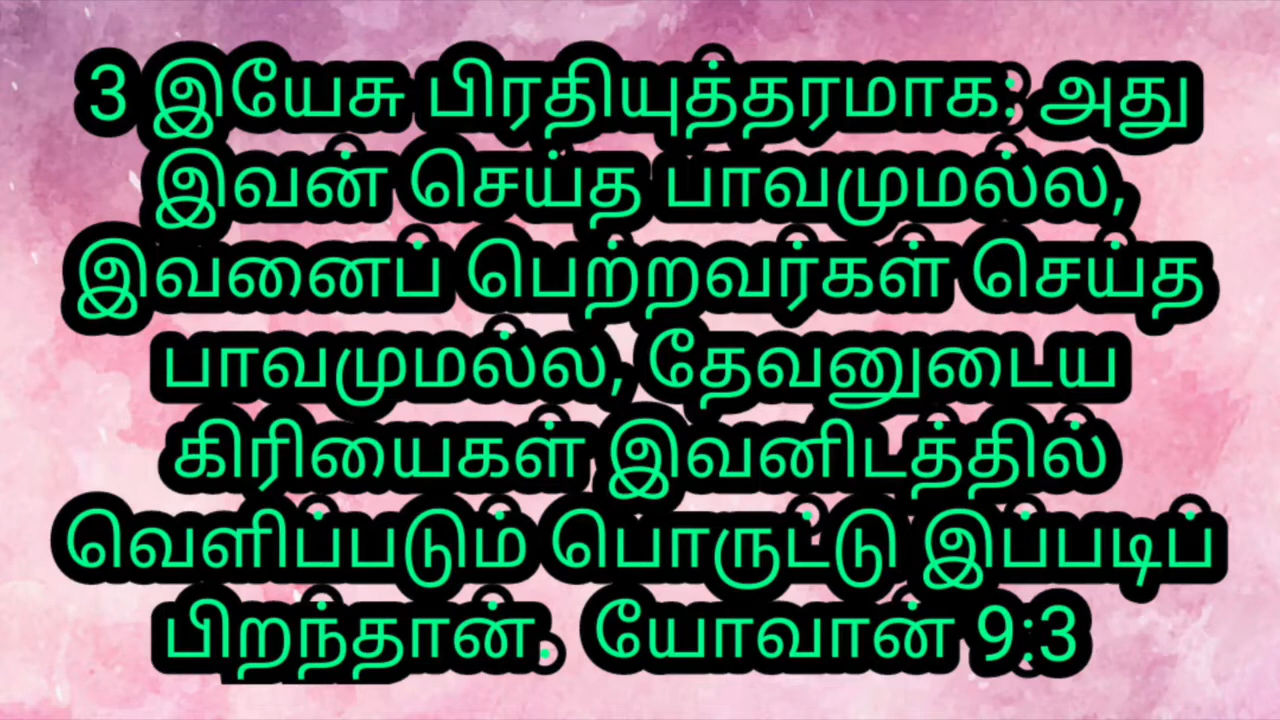 3 இயேசு பிரதியுத்தரமாக: அது
இவன் செய்த பாவமுமல்ல,
இவனைப் பெற்றவர்கள் செய்த
பாவமுமல்ல, தேவனுடைய
கிரியைகள் இவனிடத்தில்
வெளிப்படும் பொருட்டு இப்படிப்
பிறந்தான். யோவான் 9:3